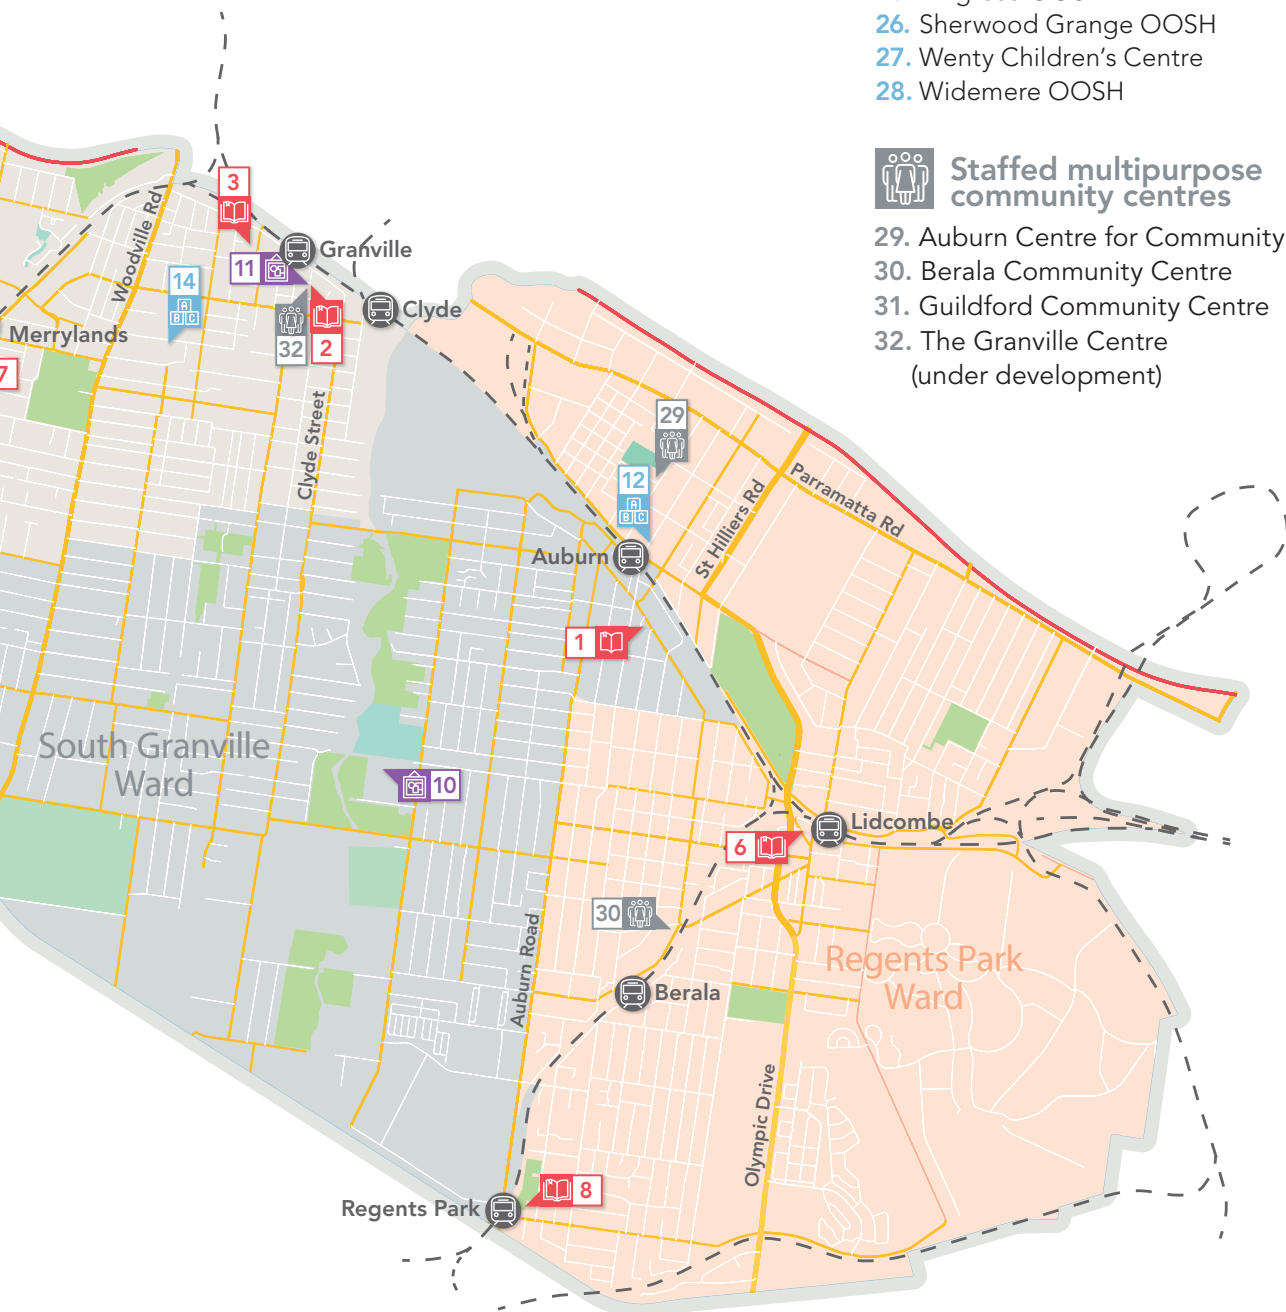 26. Sherwood Grange OOSH
27. Wenty Children's Centre
28. Widemere OOSH
Staffed multipurpose
community centres
29. Auburn Centre for Community
30. Berala Community Centre
31. Guildford Community Centre
32. The Granville Centre
(under development)
3
Granville
11
Woodville Rd
14
A
B C
Clyde
Merrylands
32
2
7
Clyde Street
29
12
A
B C
Parramatta Rd
St Hilliers Rd
Auburn
1
South Granville
Ward
10
Lidcombe
6
30
Auburn Road
Regents Park
Ward
Berala
Olympic Drive
8
Regents Park